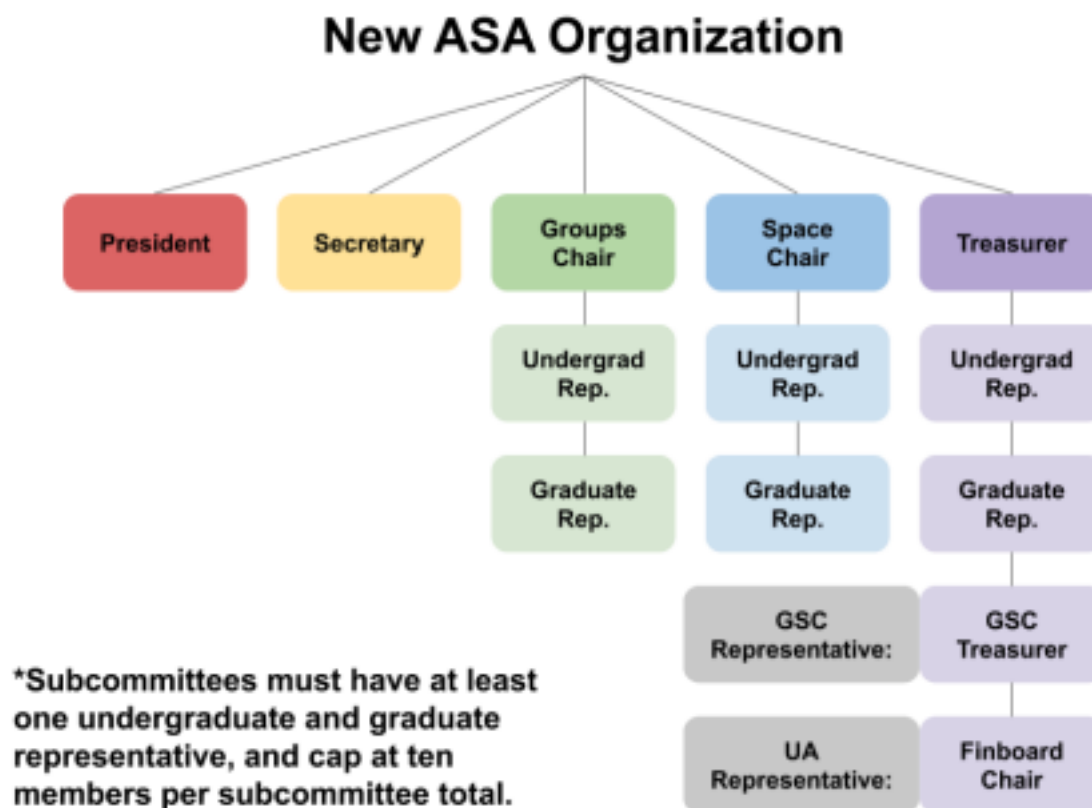 New ASA Organization
President
Secretary
Groups
Chair
Space
Chair
Treasurer
Undergrad
Rep.
Undergrad
Rep.
Undergrad
Rep.
Graduate
Rep.
Graduate
Rep.
Graduate
Rep.
GSC
Representative:
GSC
Treasurer
UA
Representative:
Finboard
Chair
*Subcommittees must have at least
one undergraduate and graduate
representative, and cap at ten
members per subcommittee total.